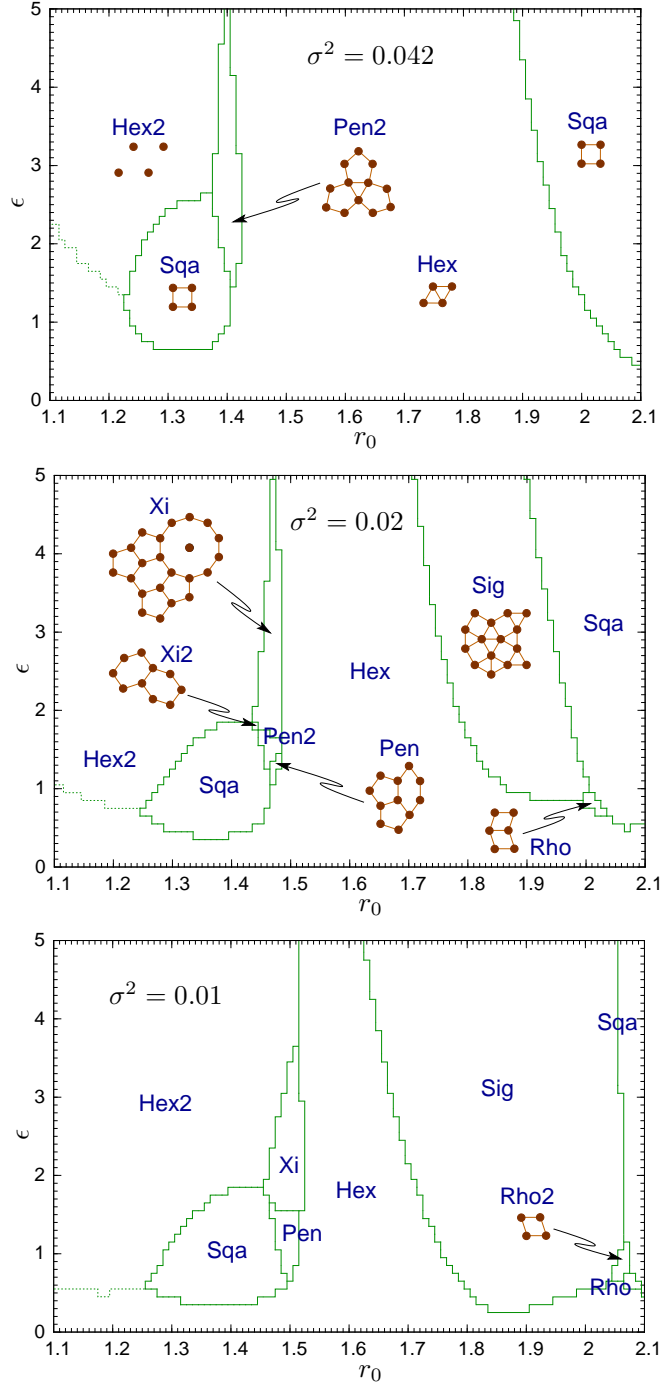 5
σ² = 0.042
4
Hex2
Pen2
Sqa
3
ϵ
2
Sqa
Hex
1
0
1.1 1.2 1.3 1.4 1.5 1.6 1.7 1.8 1.9 2 2.1
r₀
5
Xi
σ² = 0.02
4
Sig
Sqa
3
ϵ
Hex
Xi2
2
Pen2
Pen
Hex2
Sqa
1
Rho
0
1.1 1.2 1.3 1.4 1.5 1.6 1.7 1.8 1.9 2 2.1
r₀
5
σ² = 0.01
4
Sqa
Hex2
Sig
3
ϵ
Xi
2
Hex
Rho2
Pen
Sqa
1
Rho
0
1.1 1.2 1.3 1.4 1.5 1.6 1.7 1.8 1.9 2 2.1
r₀